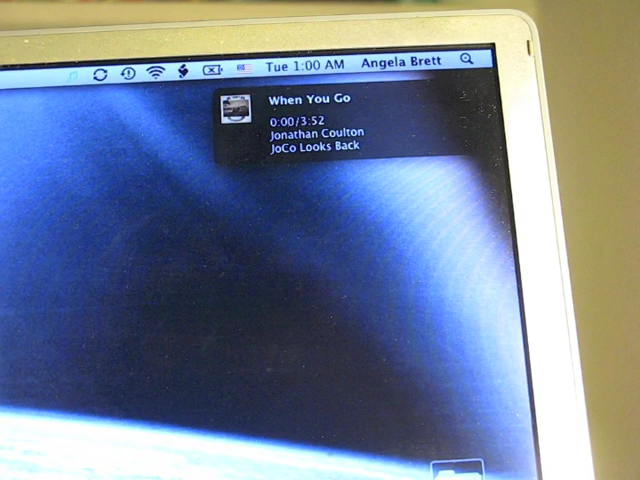 Tue 1:00 AM Angela Brett
When You Go
0:00/3:52
Jonathan Coulton
JoCo Looks Back